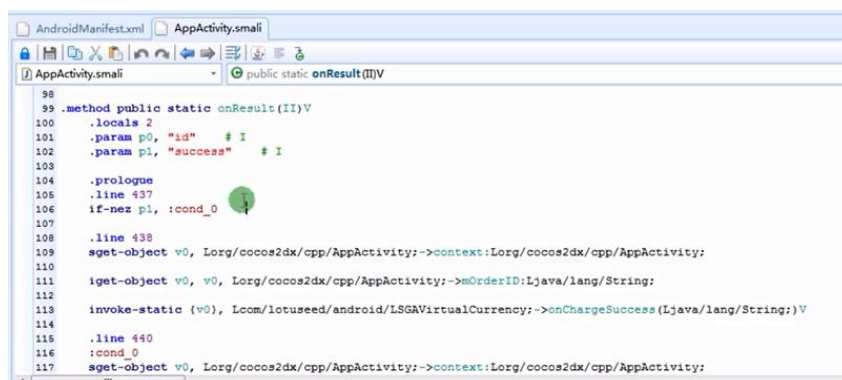 AndroidManifest.xml AppActivity.smali
AppActivity.smali public static onResult(II)V
98
99 .method public static onResult(II)V
100 .locals 2
101 .param p0, "id" # I
102 .param p1, "success" # I
103
104 .prologue
105 .line 437
106 if-nez p1, :cond_0
107
108 .line 438
109 sget-object v0, Lorg/cocos2dx/cpp/AppActivity;->context:Lorg/cocos2dx/cpp/AppActivity;
110
111 iget-object v0, v0, Lorg/cocos2dx/cpp/AppActivity;->mOrderID:Ljava/lang/String;
112
113 invoke-static {v0}, Lcom/lotuseed/android/LSGAVirtualCurrency;->onChargeSuccess(Ljava/lang/String;)V
114
115 .line 440
116 :cond_0
117 sget-object v0, Lorg/cocos2dx/cpp/AppActivity;->context:Lorg/cocos2dx/cpp/AppActivity;